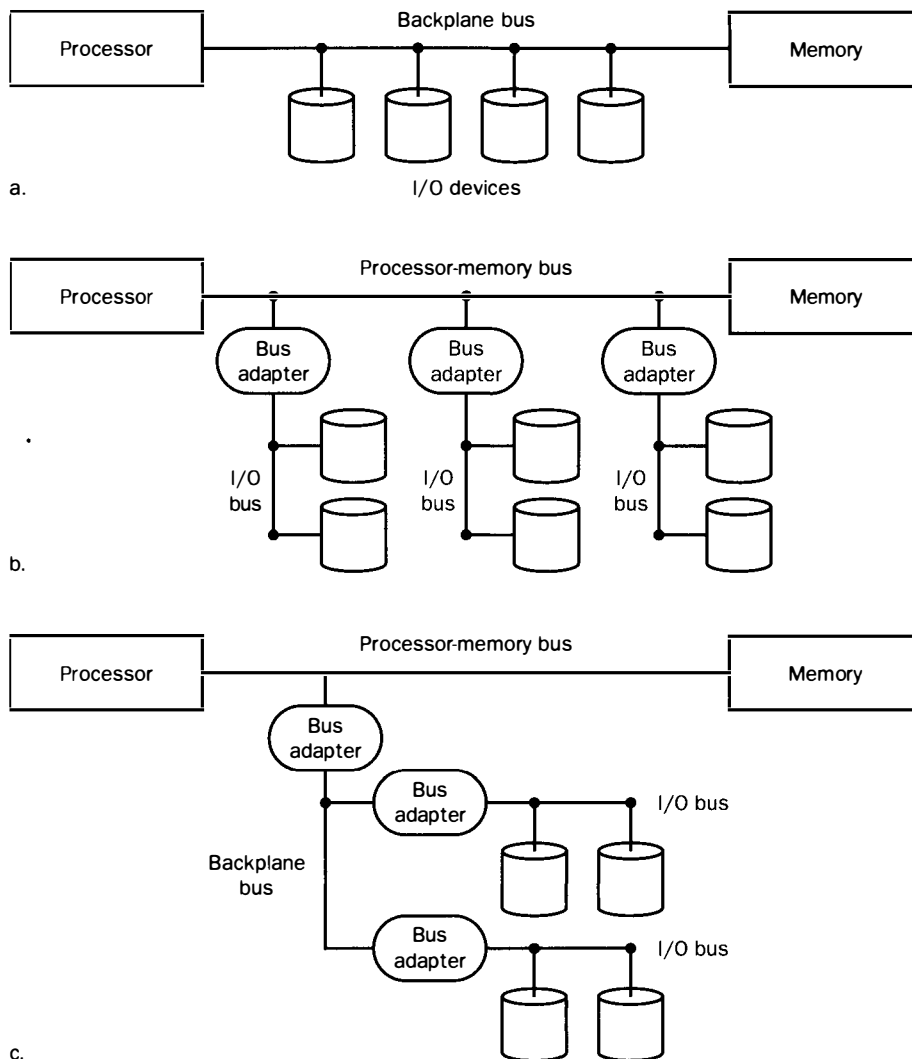 Backplane bus
Processor
Memory
I/O devices
a.
Processor-memory bus
Processor
Memory
Bus
adapter
Bus
adapter
Bus
adapter
I/O
bus
I/O
bus
I/O
bus
b.
Processor-memory bus
Processor
Memory
Bus
adapter
Bus
adapter
I/O bus
Backplane
bus
Bus
adapter
I/O bus
c.